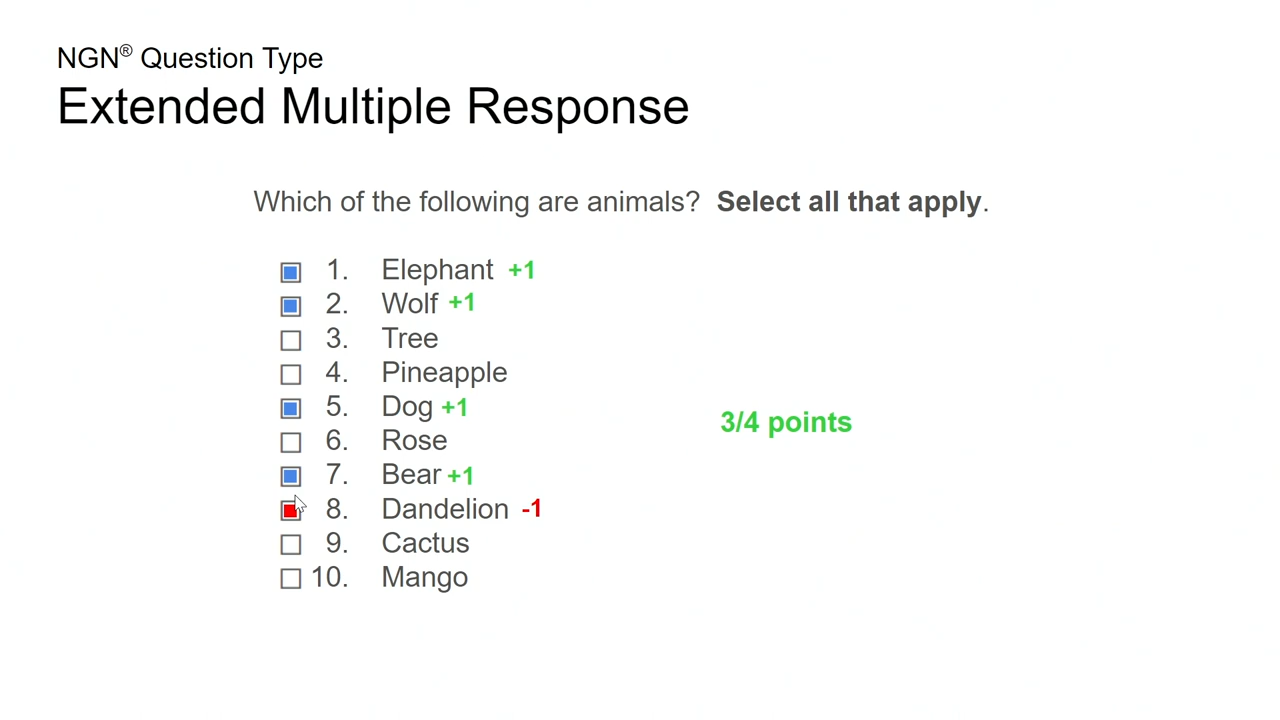 NGN® Question Type
Extended Multiple Response
Which of the following are animals? Select all that apply.
1. Elephant +1
2. Wolf +1
3. Tree
4. Pineapple
5. Dog +1
3/4 points
6. Rose
7. Bear +1
8. Dandelion -1
9. Cactus
10. Mango